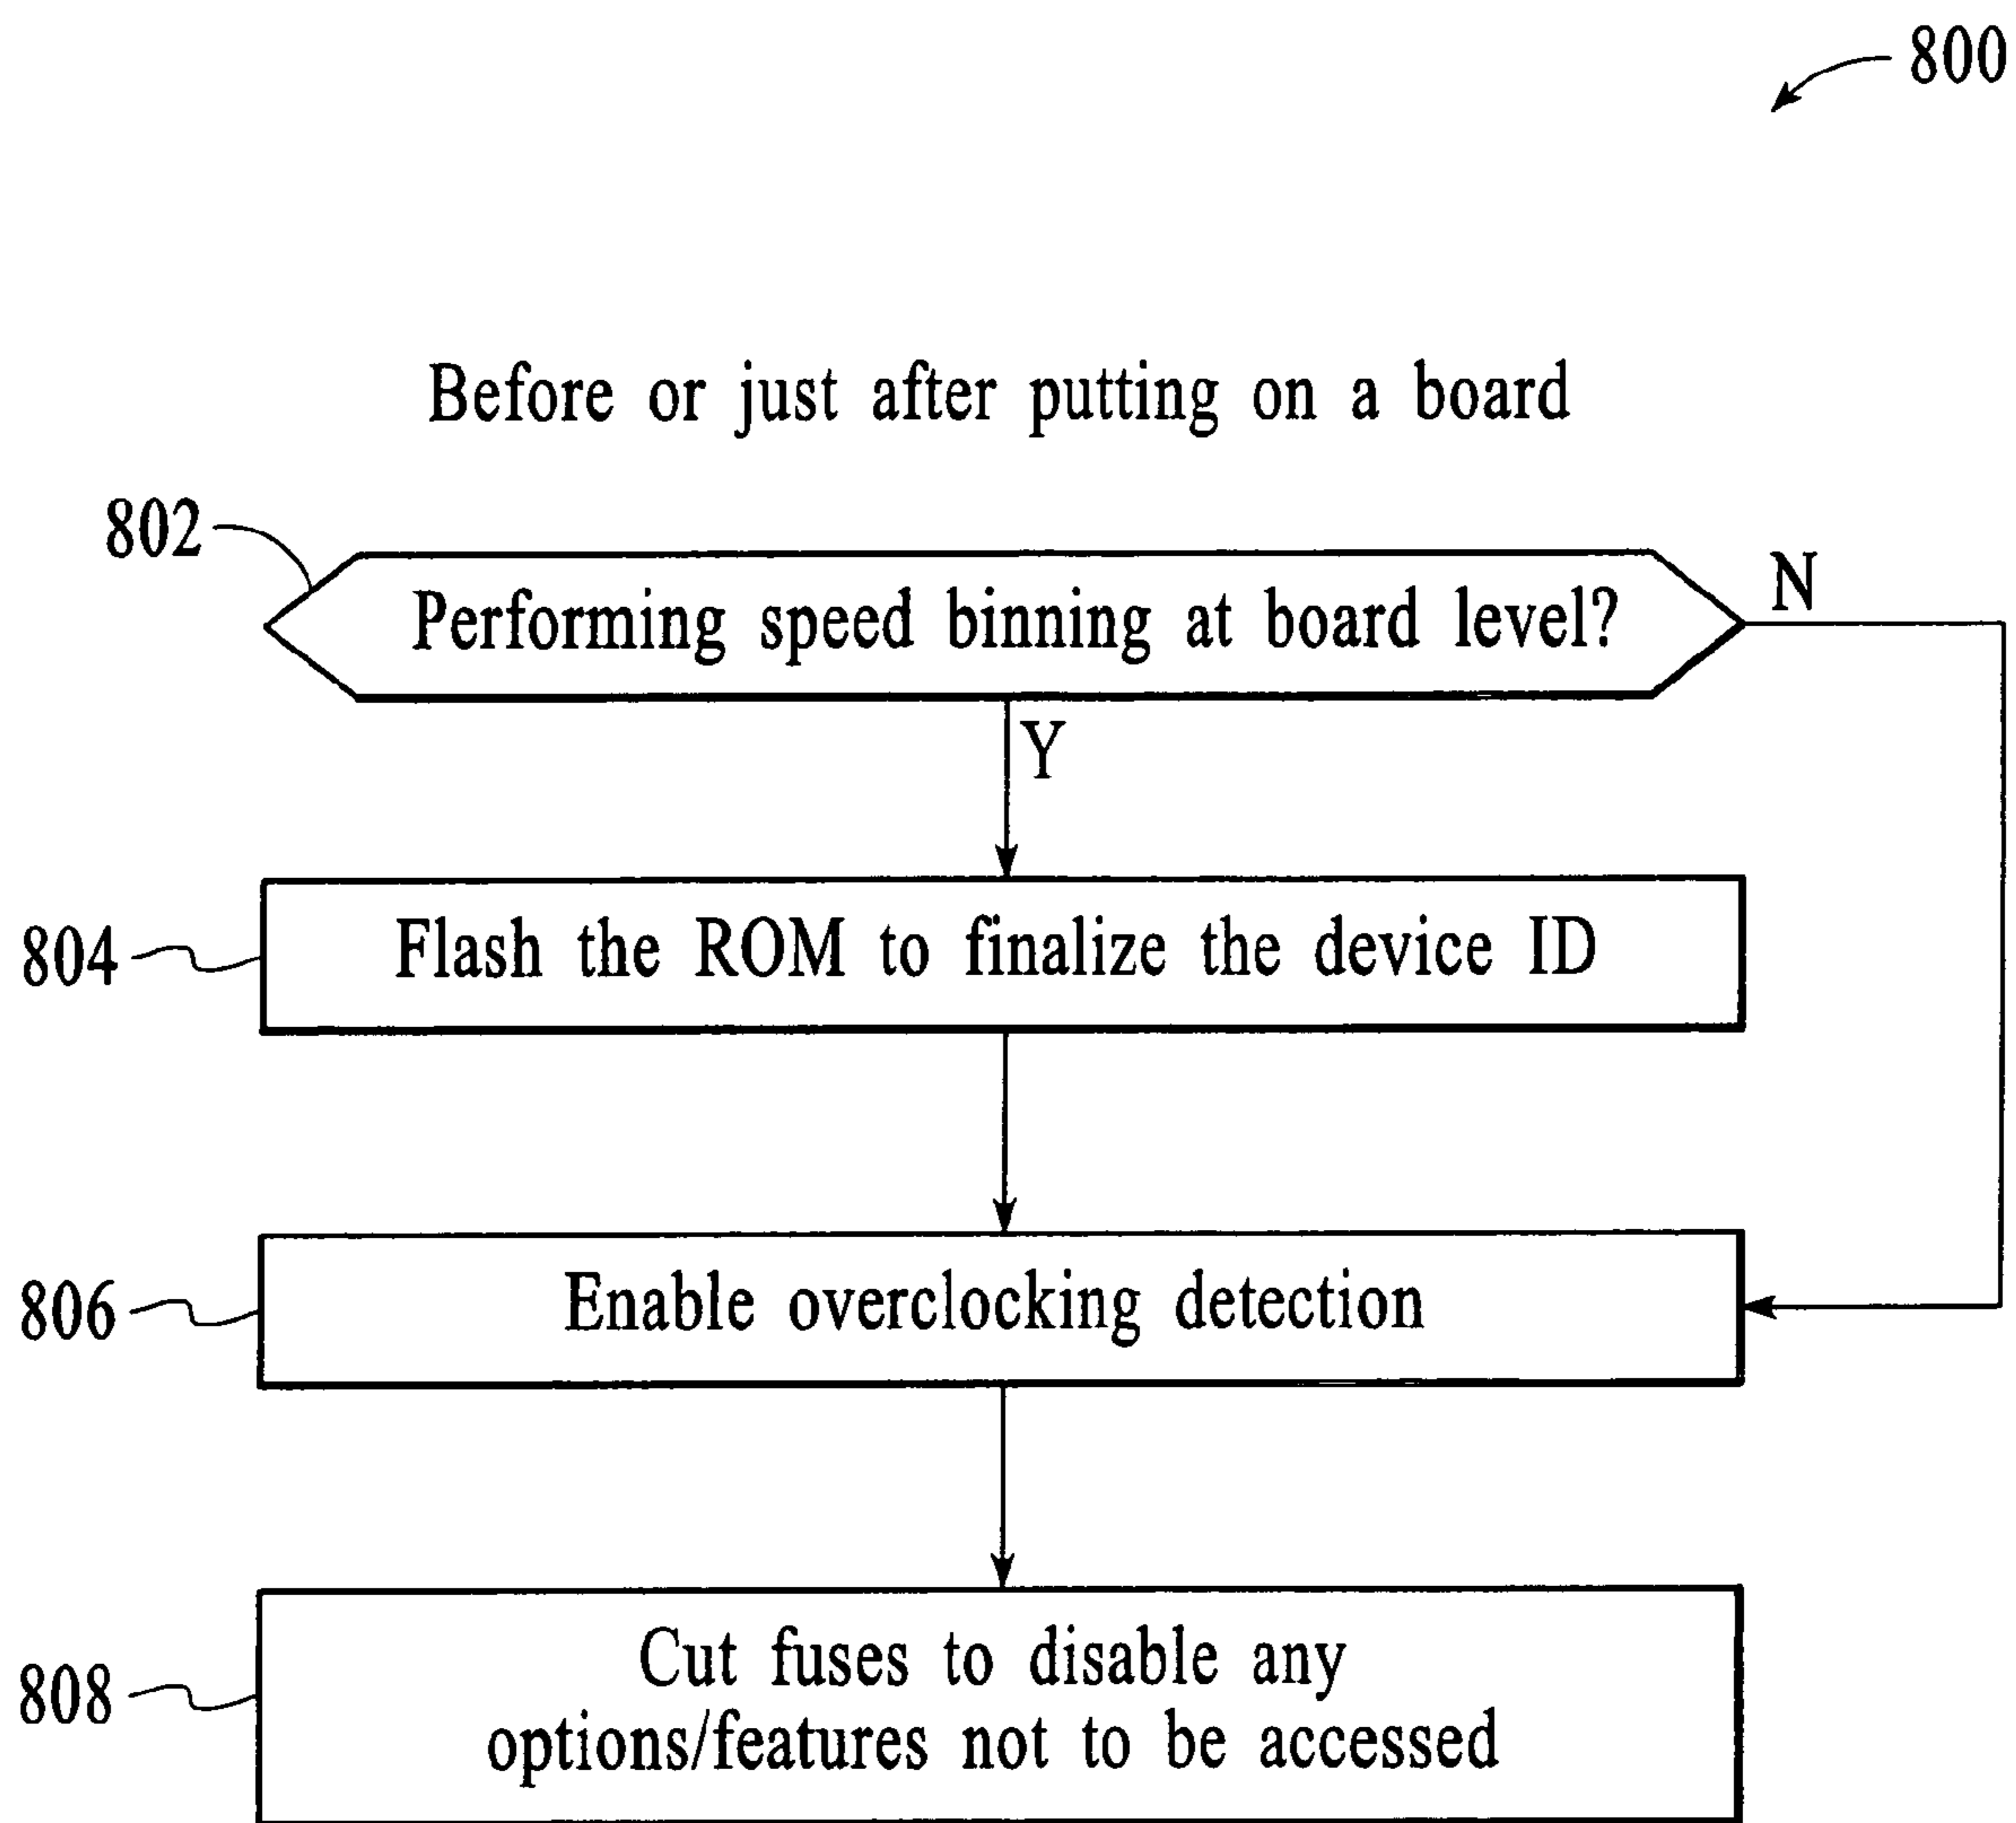 800
Before or just after putting on a board
802
Performing speed binning at board level?
N
Y
804
Flash the ROM to finalize the device ID
806
Enable overclocking detection
808
Cut fuses to disable any
options/features not to be accessed